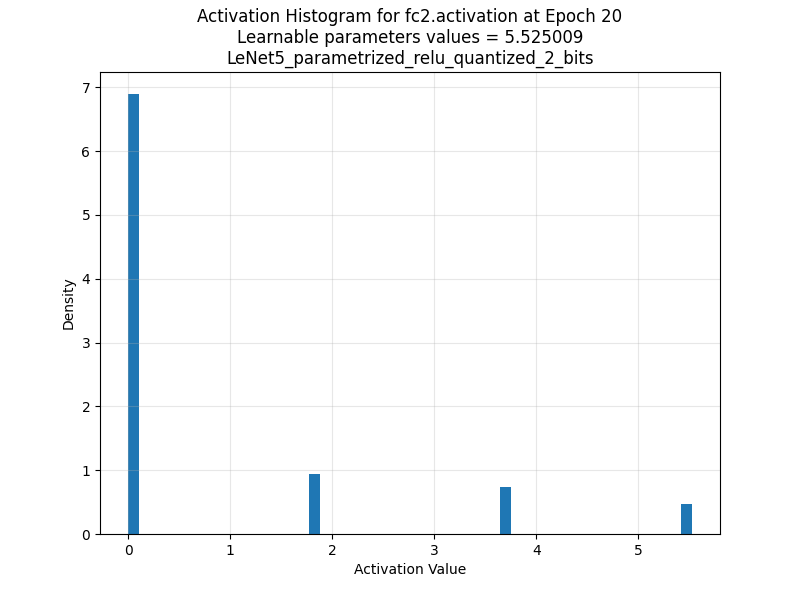 Activation Histogram for fc2.activation at Epoch 20
Learnable parameters values = 5.525009
LeNet5_parametrized_relu_quantized_2_bits
7
6
5
4
3
2
1
0
Density
0 1 2 3 4 5
Activation Value